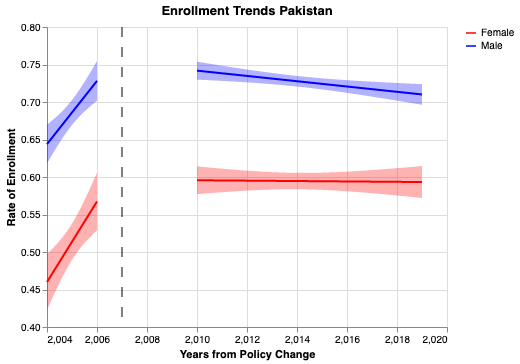 Enrollment Trends Pakistan
Female
Male
0.80
0.75
0.70
0.65
0.60
0.55
0.50
0.45
0.40
Rate of Enrollment
2,004 2,006 2,008 2,010 2,012 2,014 2,016 2,018 2,020
Years from Policy Change